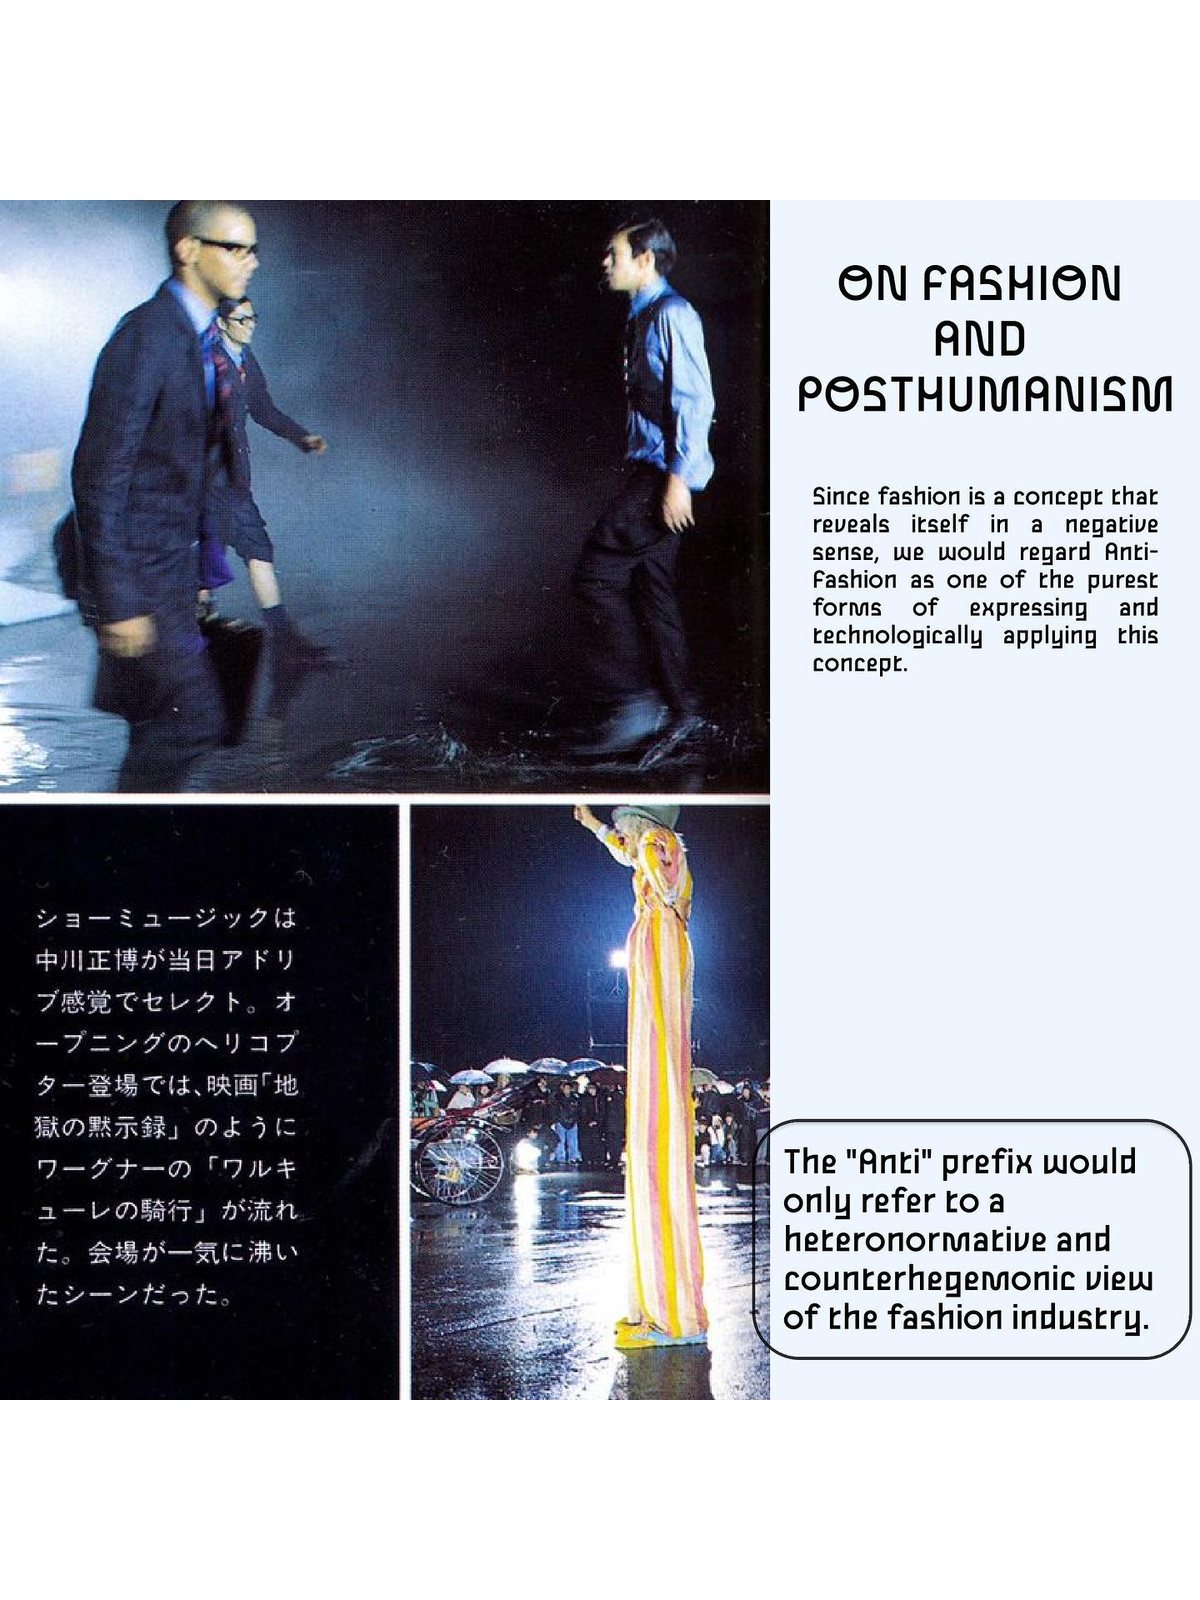 ON FASHION
AND
POSTHUMANISM
Since fashion is a concept that
reveals itself in a negative
sense, we would regard Anti-
Fashion as one of the purest
forms of expressing and
technologically applying this
concept.
ショーミュージックは
中川正博が当日アドリ
ブ感覚でセレクト。オ
ープニングのヘリコプ
ター登場では、映画「地
獄の黙示録」のように
ワーグナーの「ワルキ
ューレの騎行」が流れ
た。会場が一気に沸い
たシーンだった。
The "Anti" prefix would
only refer to a
heteronormative and
counterhegemonic view
of the fashion industry.